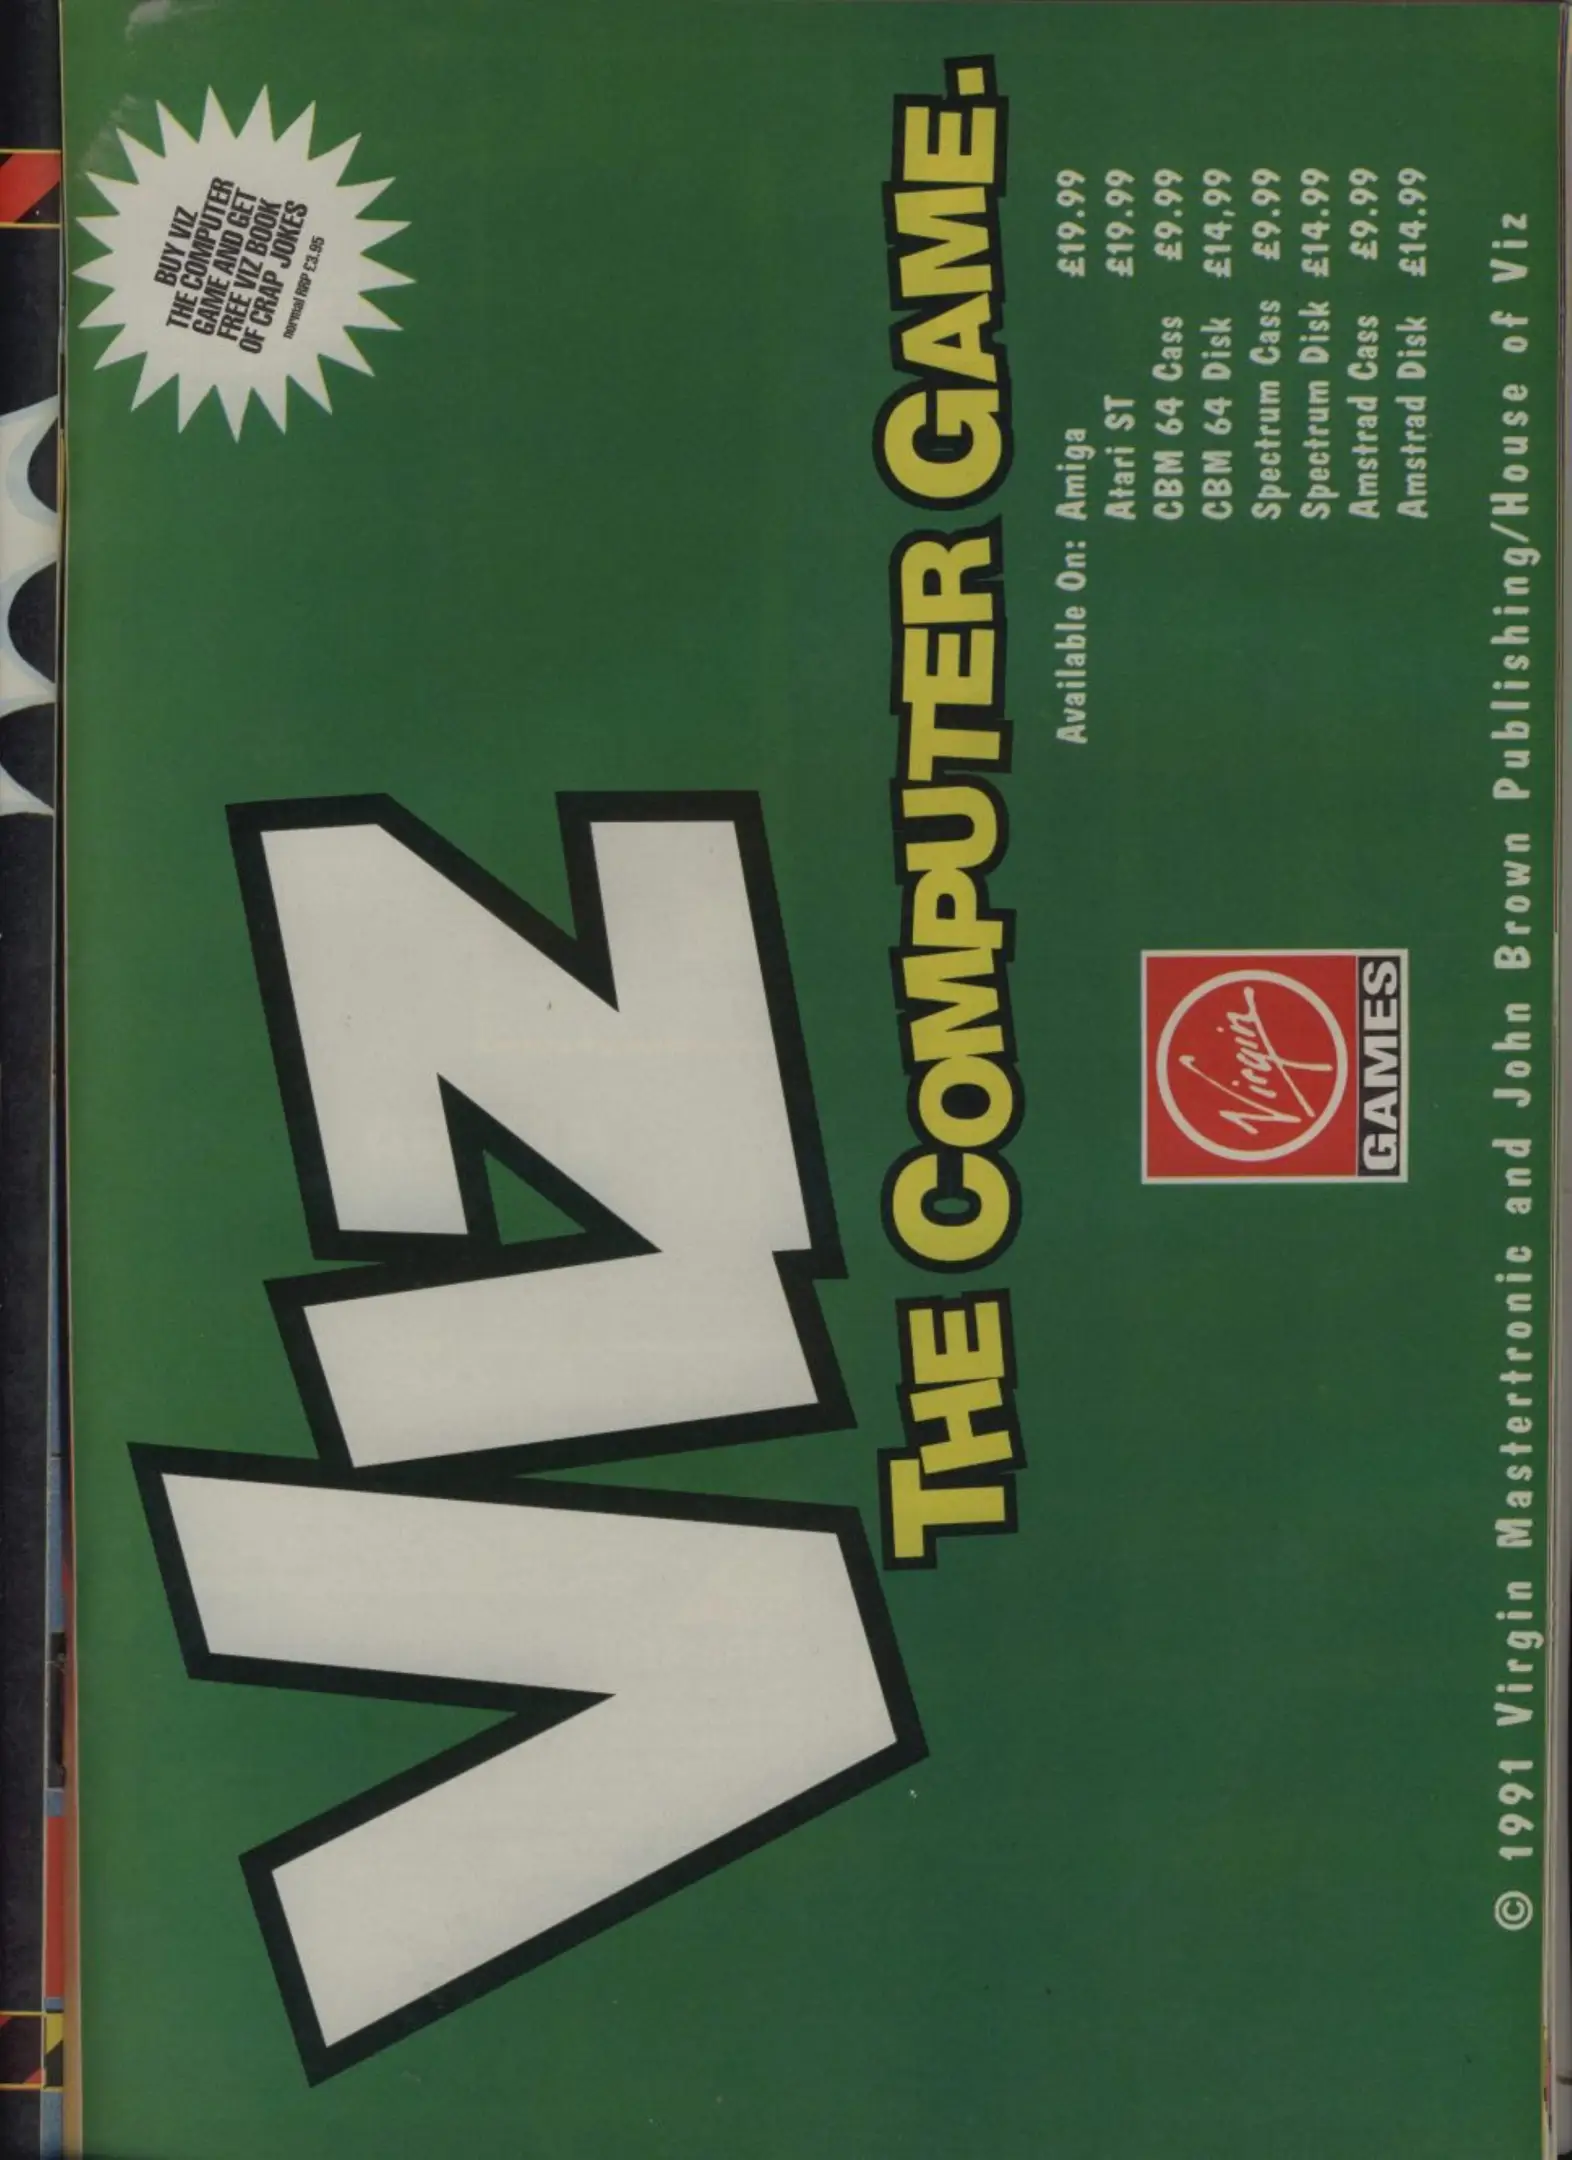 BUY VIZ
THE COMPUTER
GAME AND GET
FREE VIZ BOOK
OF CRAP JOKES
normal RRP £3.95
Viz
THE COMPUTER GAME.
Available On: Amiga £19.99
Atari ST £19.99
CBM 64 Cass £9.99
CBM 64 Disk £14,99
Spectrum Cass £9.99
Spectrum Disk £14.99
Amstrad Cass £9.99
Amstrad Disk £14.99
Virgin
GAMES
© 1991 Virgin Mastertronic and John Brown Publishing/House of Viz